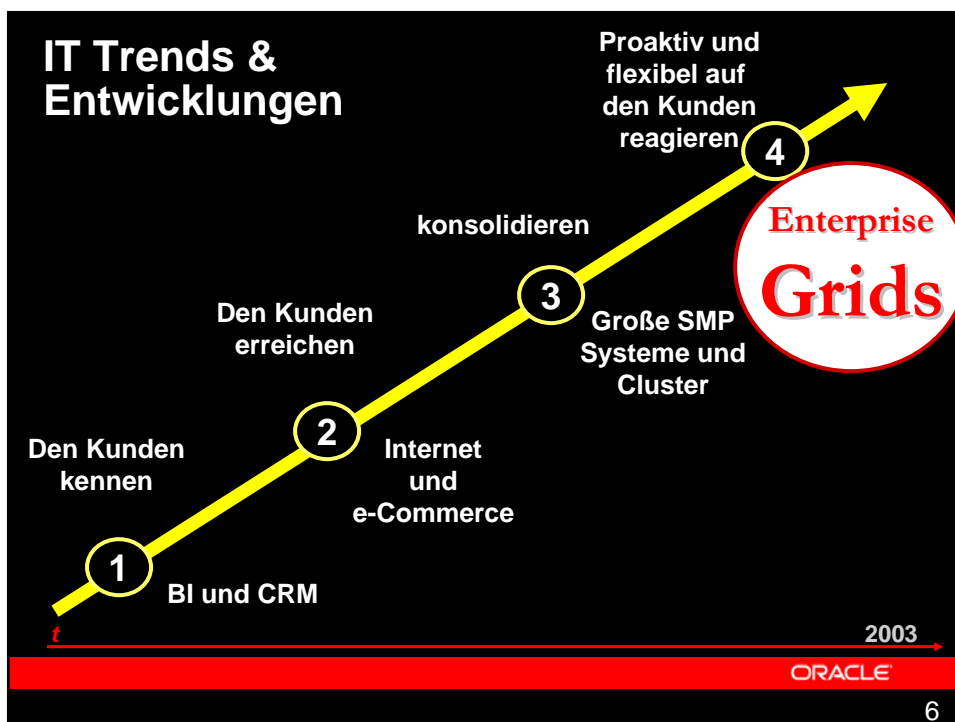 IT Trends &
Entwicklungen
Proaktiv und
flexibel auf
den Kunden
reagieren
4
Enterprise
Grids
konsolidieren
3
Große SMP
Systeme und
Cluster
Den Kunden
erreichen
2
Internet
und
e-Commerce
Den Kunden
kennen
1
BI und CRM
t
2003
ORACLE
6